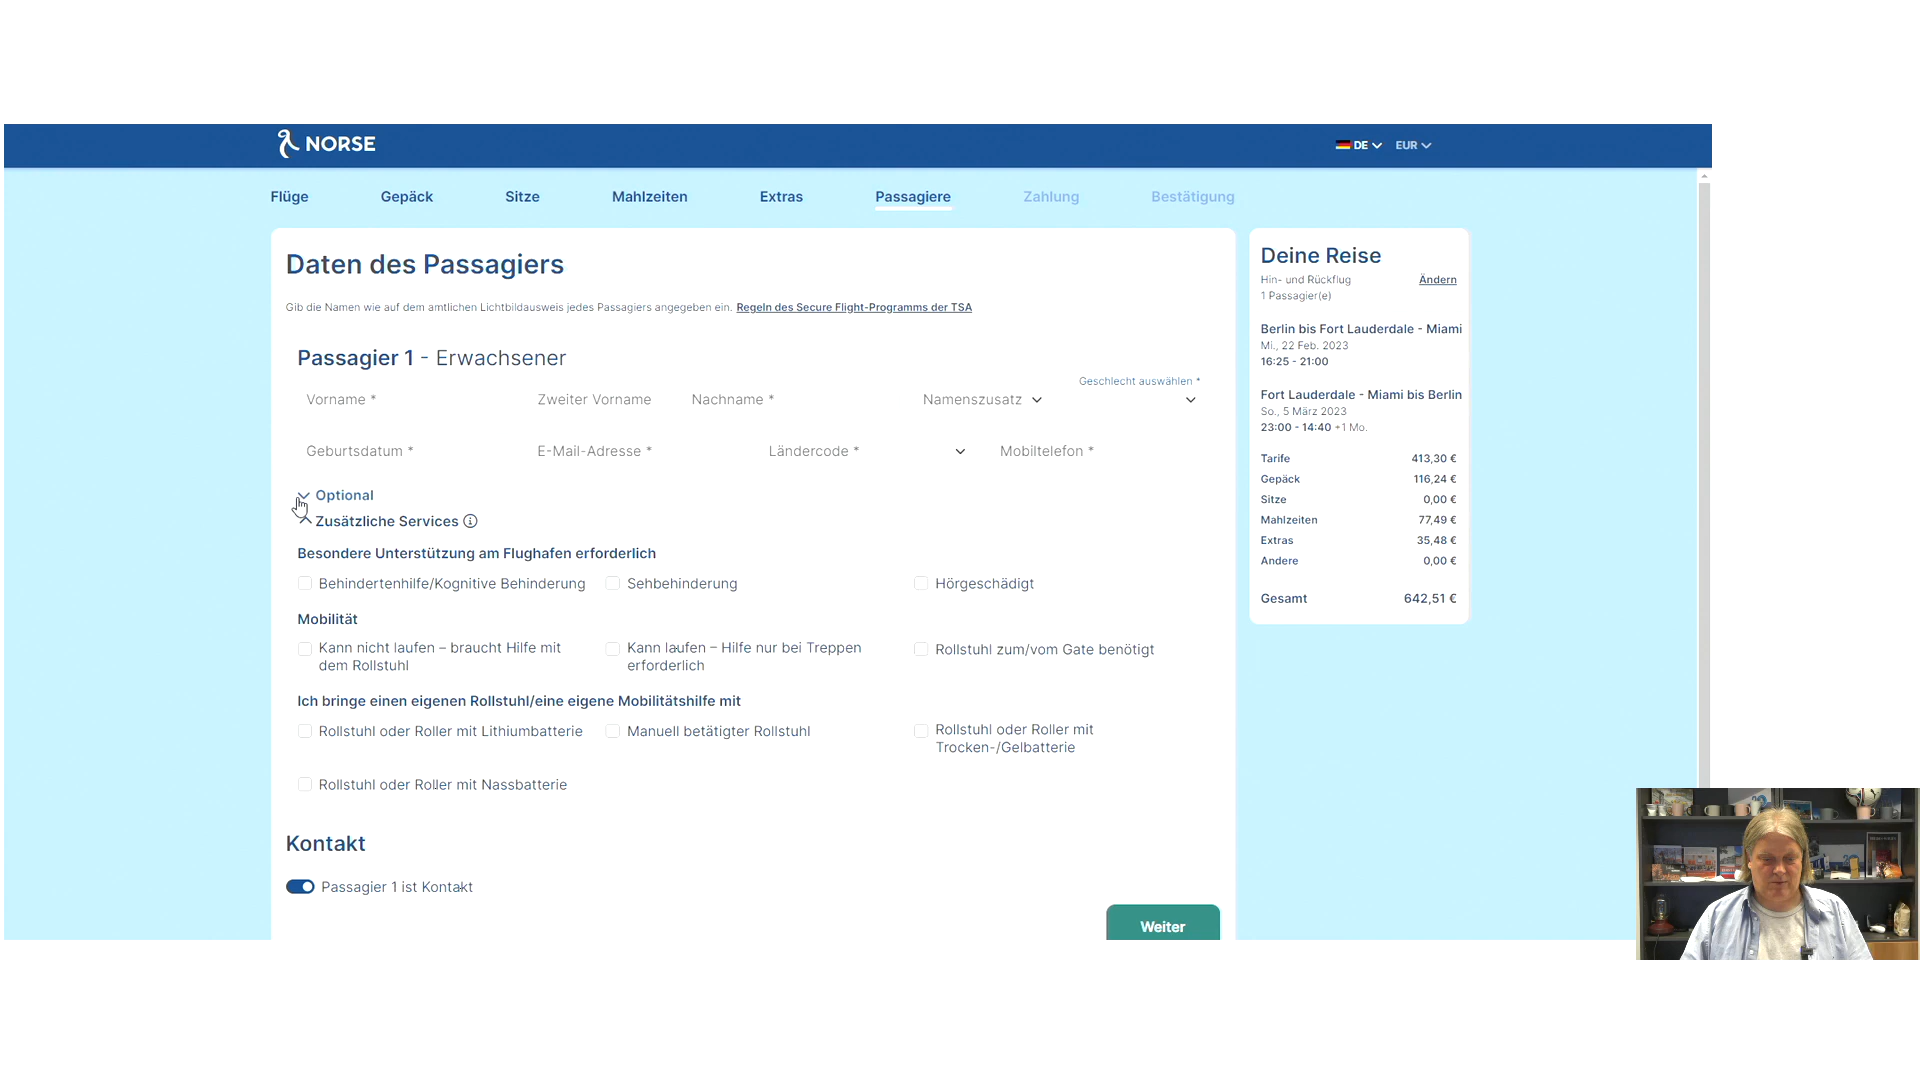 NORSE
DE EUR
Flüge Gepäck Sitze Mahlzeiten Extras Passagiere Zahlung Bestätigung
Daten des Passagiers
Gib die Namen wie auf dem amtlichen Lichtbildausweis jedes Passagiers angegeben ein. Regeln des Secure Flight-Programms der TSA
Passagier 1 - Erwachsener
Geschlecht auswählen *
Vorname * Zweiter Vorname Nachname * Namenszusatz
Geburtsdatum * E-Mail-Adresse * Ländercode * Mobiltelefon *
Optional
Zusätzliche Services
Besondere Unterstützung am Flughafen erforderlich
Behindertenhilfe/Kognitive Behinderung Sehbehinderung Hörgeschädigt
Mobilität
Kann nicht laufen – braucht Hilfe mit
dem Rollstuhl
Kann laufen – Hilfe nur bei Treppen
erforderlich
Rollstuhl zum/vom Gate benötigt
Ich bringe einen eigenen Rollstuhl/eine eigene Mobilitätshilfe mit
Rollstuhl oder Roller mit Lithiumbatterie Manuell betätigter Rollstuhl
Rollstuhl oder Roller mit
Trocken-/Gelbatterie
Rollstuhl oder Roller mit Nassbatterie
Kontakt
Passagier 1 ist Kontakt
Weiter
Deine Reise
Hin- und Rückflug Ändern
1 Passagier(e)
Berlin bis Fort Lauderdale - Miami
Mi., 22 Feb. 2023
16:25 - 21:00
Fort Lauderdale - Miami bis Berlin
So., 5 März 2023
23:00 - 14:40 +1 Mo.
Tarife 413,30 €
Gepäck 116,24 €
Sitze 0,00 €
Mahlzeiten 77,49 €
Extras 35,48 €
Andere 0,00 €
Gesamt 642,51 €